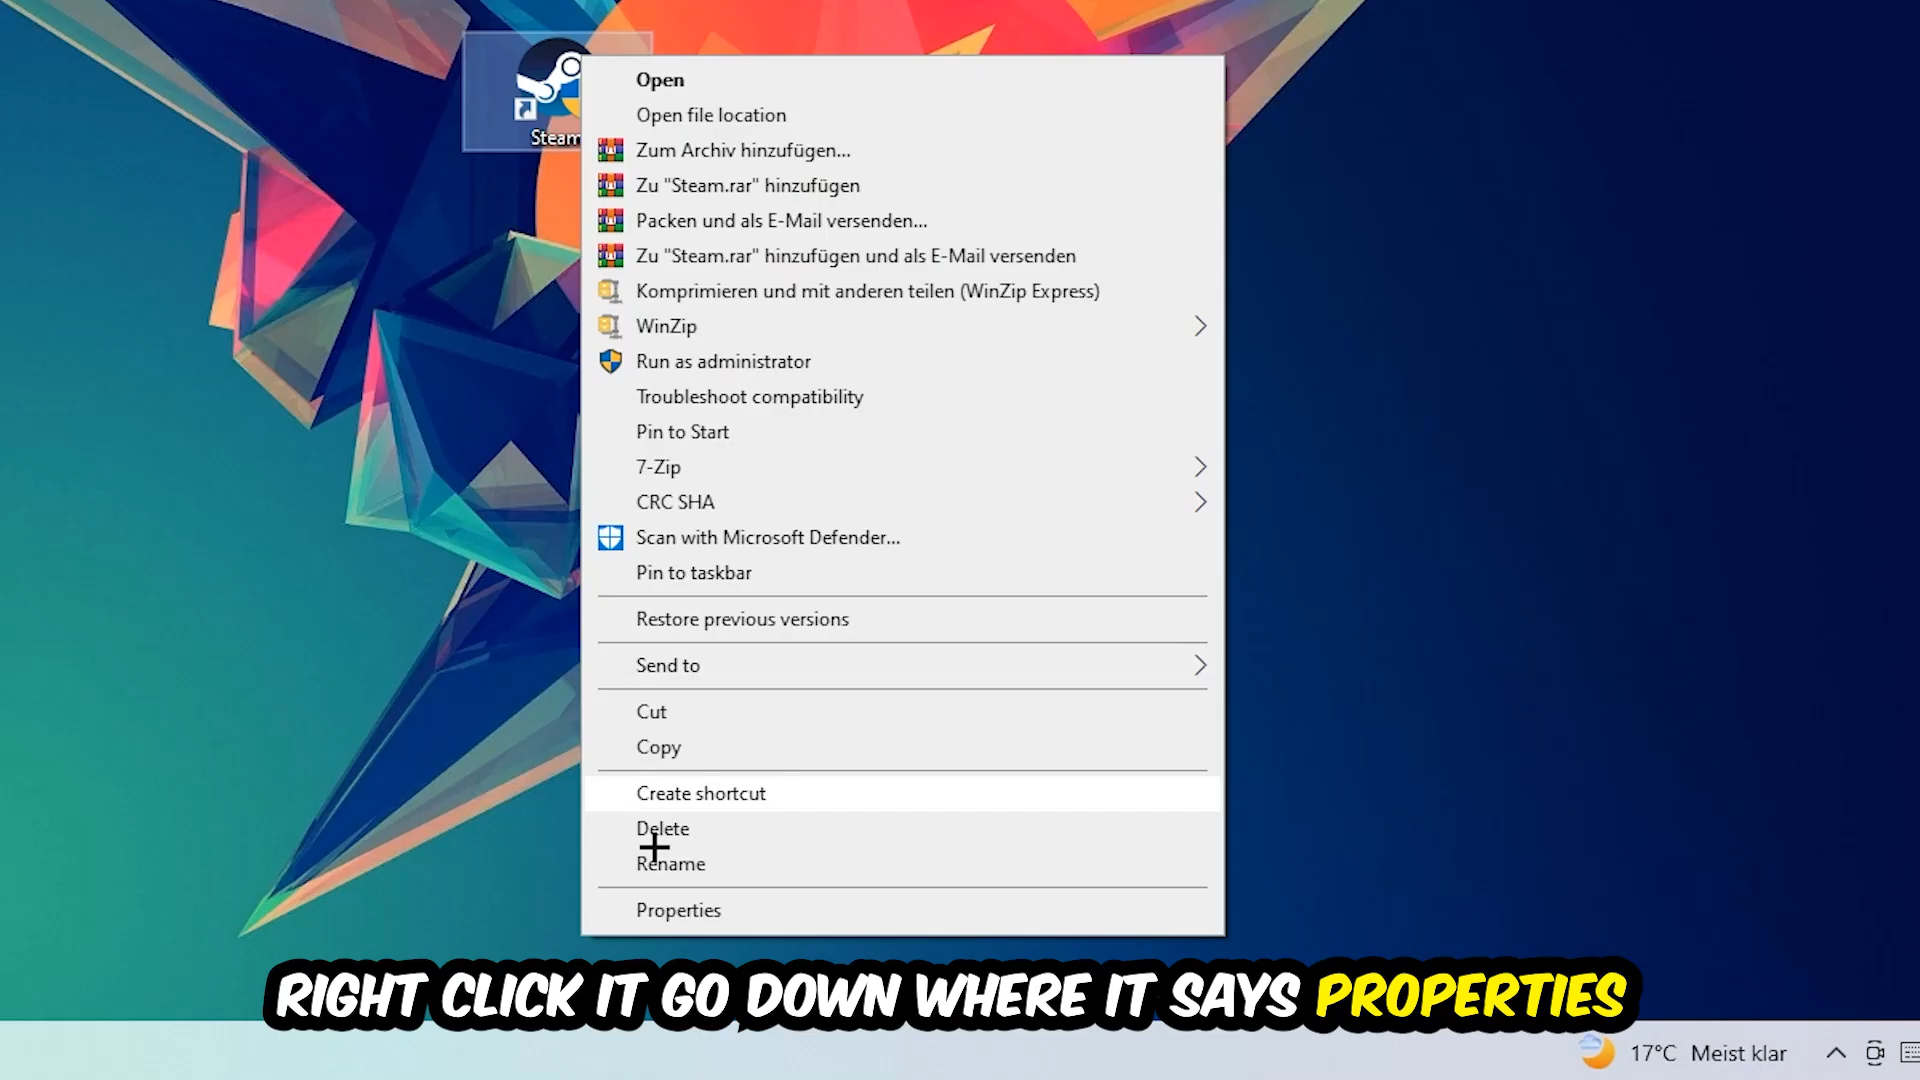 Steam
Open
Open file location
Zum Archiv hinzufügen...
Zu "Steam.rar" hinzufügen
Packen und als E-Mail versenden...
Zu "Steam.rar" hinzufügen und als E-Mail versenden
Komprimieren und mit anderen teilen (WinZip Express)
WinZip
Run as administrator
Troubleshoot compatibility
Pin to Start
7-Zip
CRC SHA
Scan with Microsoft Defender...
Pin to taskbar
Restore previous versions
Send to
Cut
Copy
Create shortcut
Delete
Rename
Properties
RIGHT CLICK IT GO DOWN WHERE IT SAYS PROPERTIES
17°C Meist klar